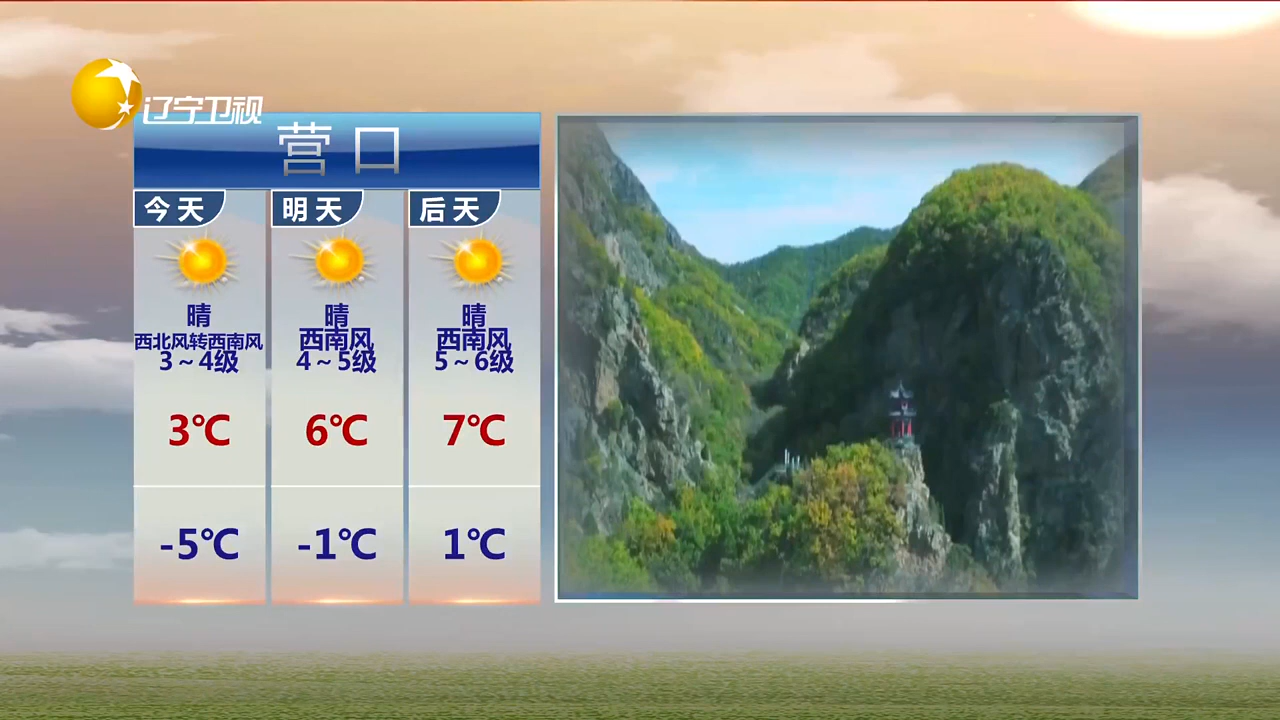 辽宁卫视
营口
今天
晴
西北风转西南风
3～4级
3℃
-5℃
明天
晴
西南风
4～5级
6℃
-1℃
后天
晴
西南风
5～6级
7℃
1℃